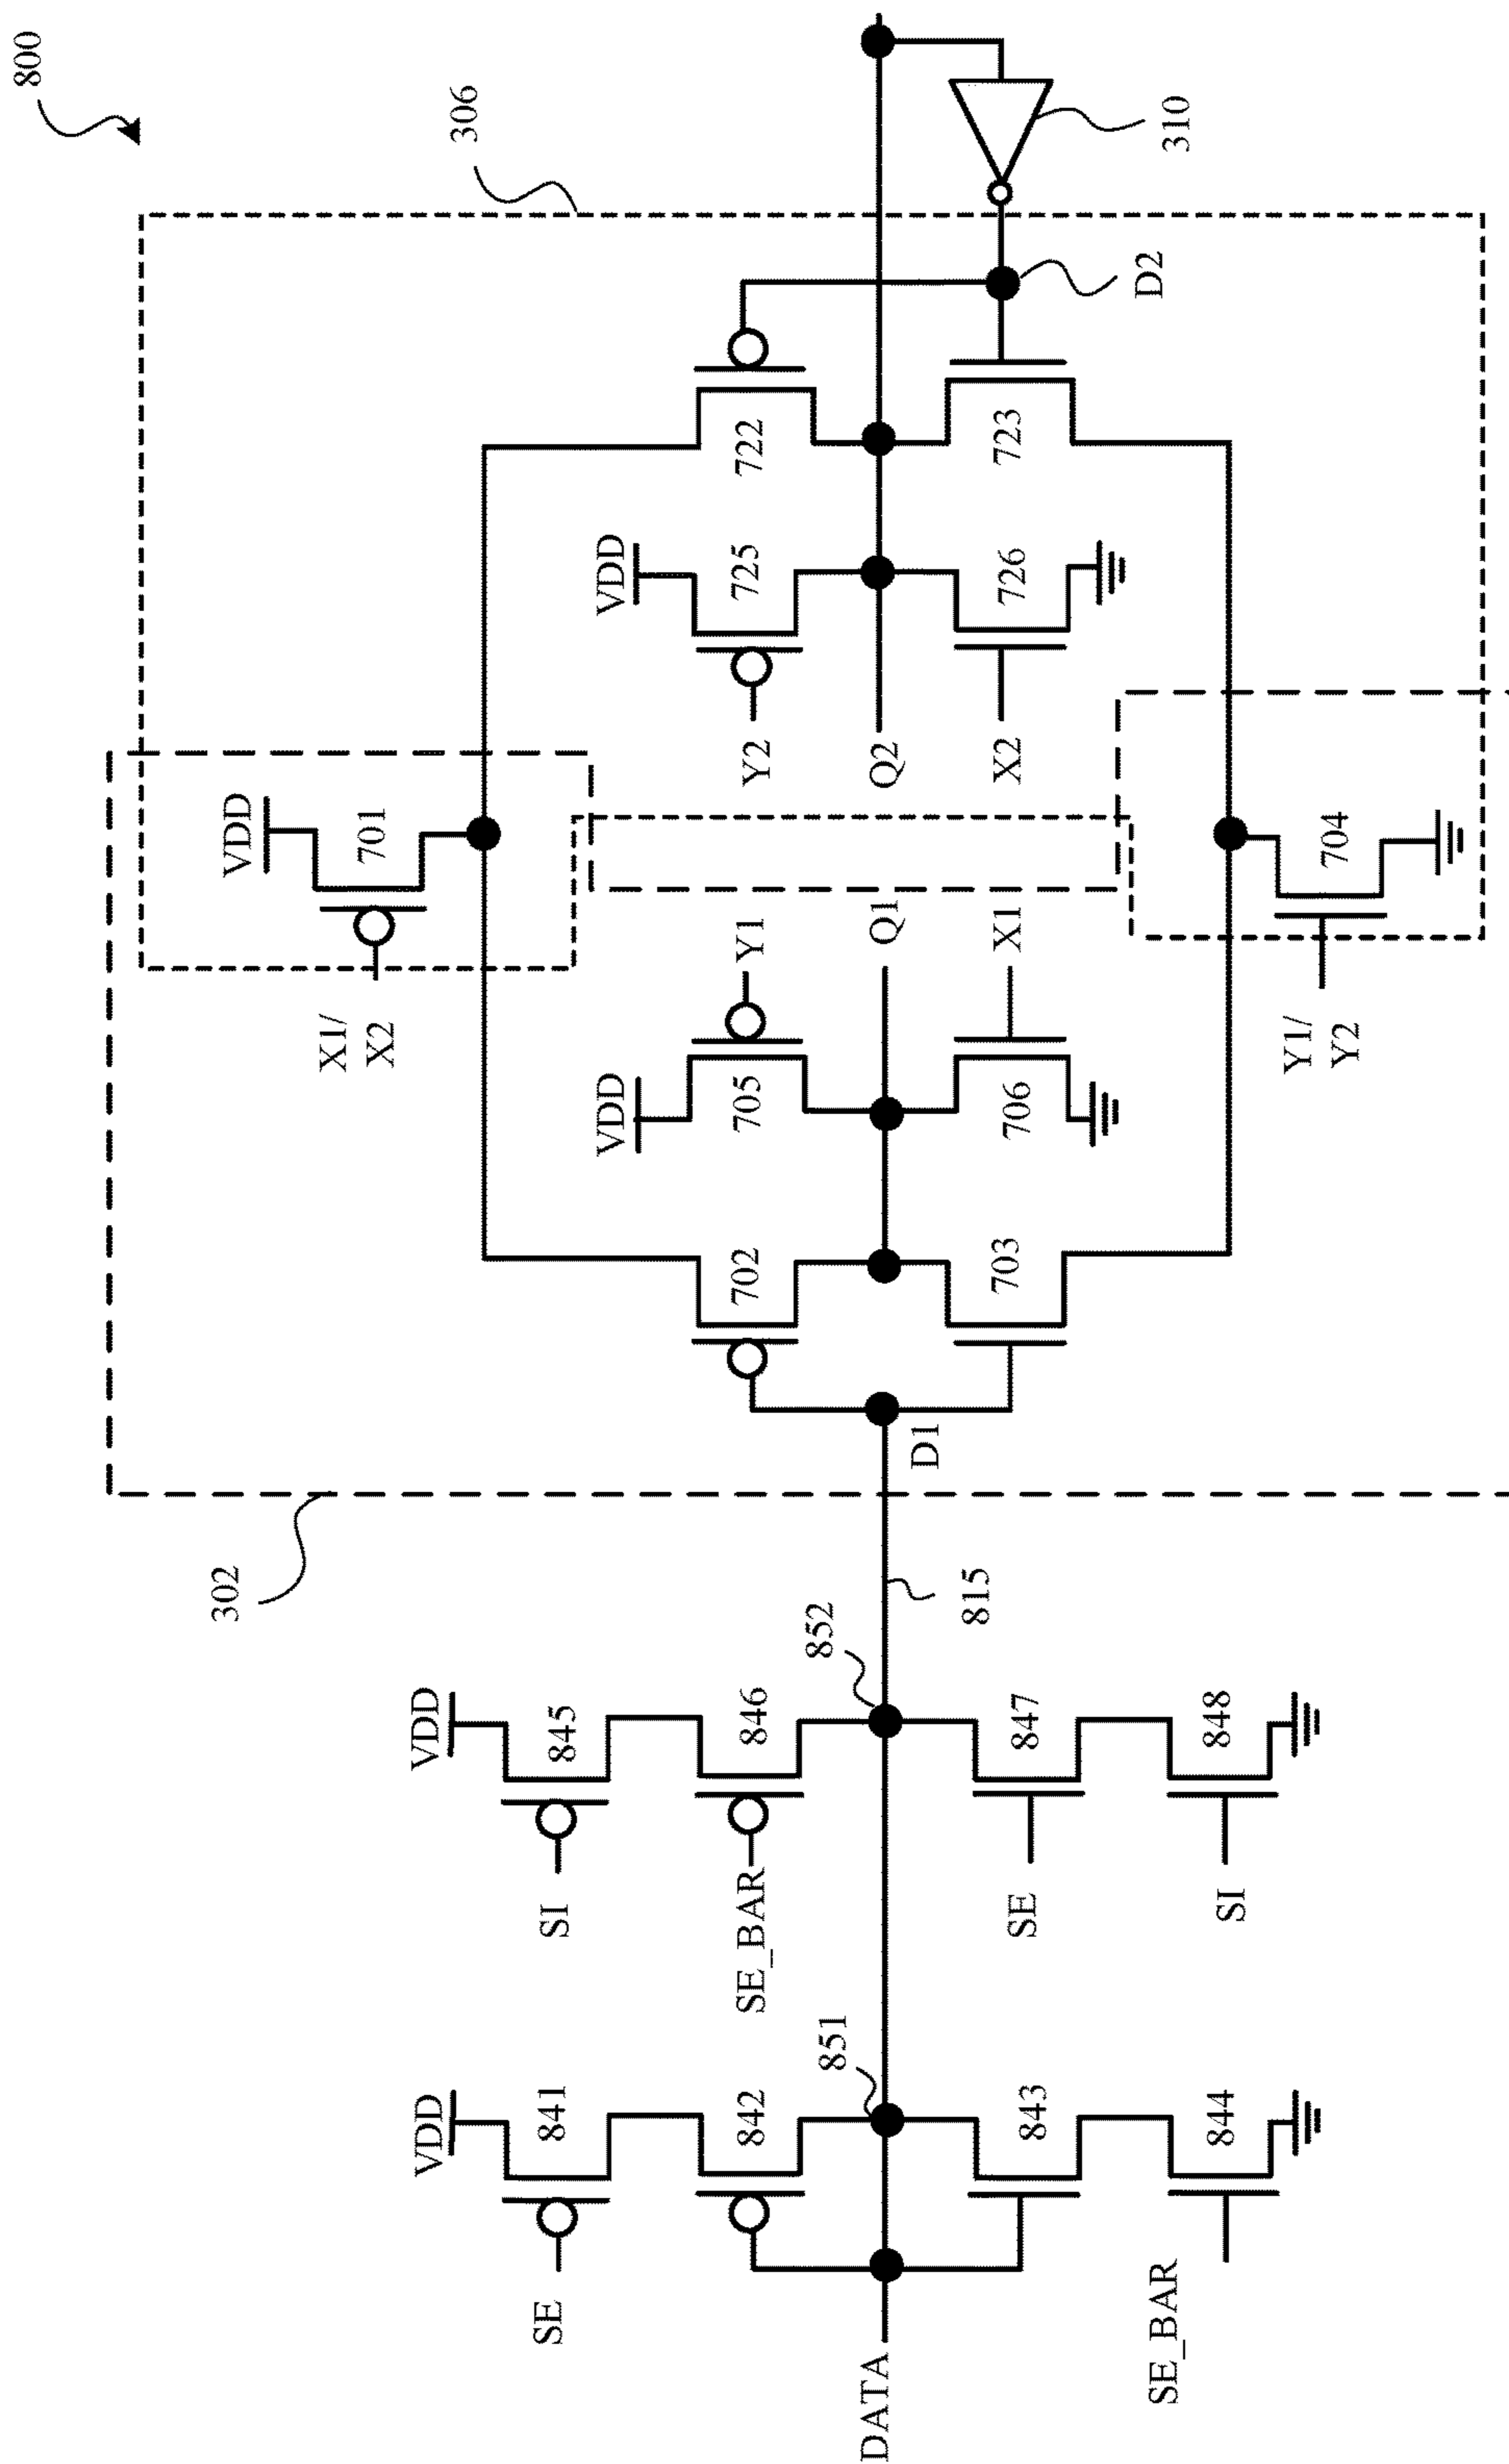 800
306
302
VDD
701
X1/
X2
VDD
841
SE
VDD
845
SI
842
846
SE_BAR
702
VDD
705
Y1
VDD
725
Y2
722
DATA
851
852
815
D1
Q1
Q2
310
D2
843
847
SE
703
706
X1
726
X2
723
844
SE_BAR
848
SI
704
Y1/
Y2